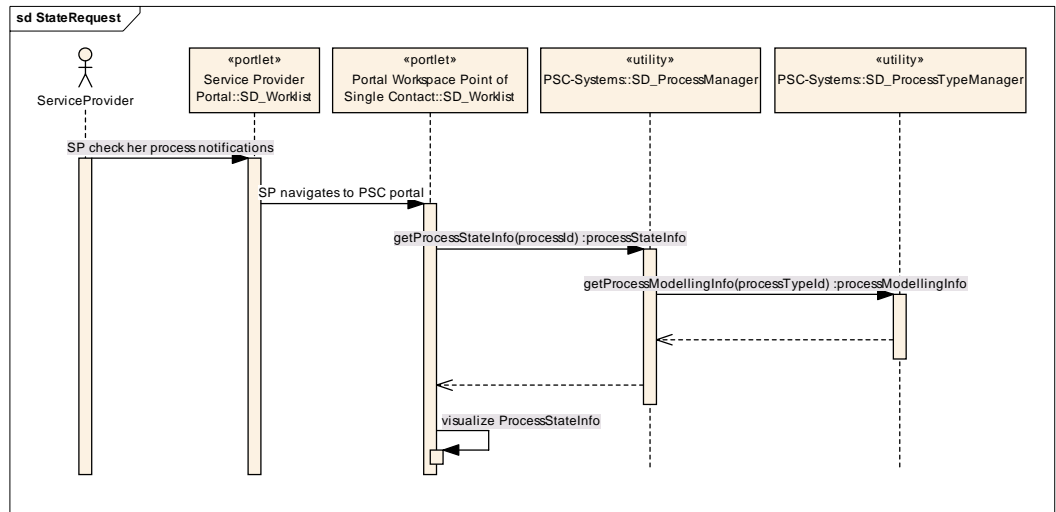 sd StateRequest
ServiceProvider
«portlet»
Service Provider
Portal::SD_Worklist
«portlet»
Portal Workspace Point of
Single Contact::SD_Worklist
«utility»
PSC-Systems::SD_ProcessManager
«utility»
PSC-Systems::SD_ProcessTypeManager
SP check her process notifications
SP navigates to PSC portal
getProcessStateInfo(processId) :processStateInfo
getProcessModellingInfo(processTypeId) :processModellingInfo
visualize ProcessStateInfo